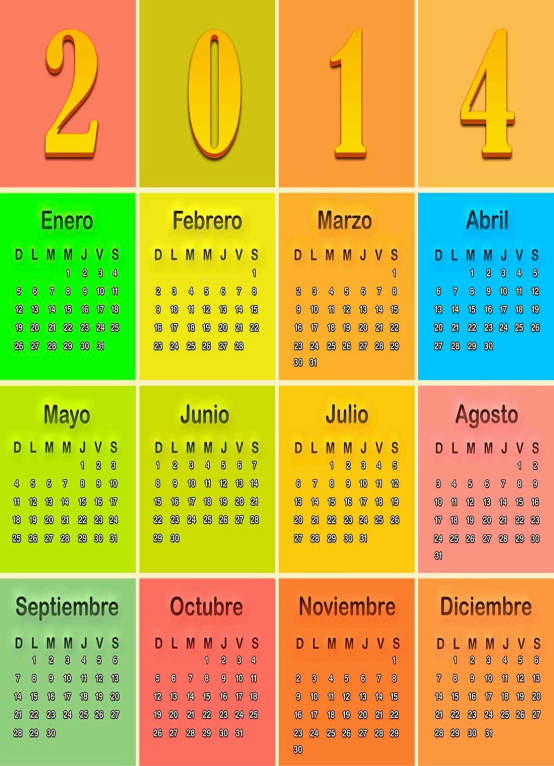 2 0 1 4
Enero Febrero Marzo Abril
D L M M J V S D L M M J V S D L M M J V S D L M M J V S
1 2 3 4 1 1 1 2 3 4 5
5 6 7 8 9 10 11 2 3 4 5 6 7 8 2 3 4 5 6 7 8 6 7 8 9 10 11 12
12 13 14 15 16 17 18 9 10 11 12 13 14 15 9 10 11 12 13 14 15 13 14 15 16 17 18 19
19 20 21 22 23 24 25 16 17 18 19 20 21 22 16 17 18 19 20 21 22 20 21 22 23 24 25 26
26 27 28 29 30 31 23 24 25 26 27 28 23 24 25 26 27 28 29 27 28 29 30
30 31
Mayo Junio Julio Agosto
D L M M J V S D L M M J V S D L M M J V S D L M M J V S
1 2 3 1 2 3 4 5 6 7 1 2 3 4 5 1 2
4 5 6 7 8 9 10 8 9 10 11 12 13 14 6 7 8 9 10 11 12 3 4 5 6 7 8 9
11 12 13 14 15 16 17 15 16 17 18 19 20 21 13 14 15 16 17 18 19 10 11 12 13 14 15 16
18 19 20 21 22 23 24 22 23 24 25 26 27 28 20 21 22 23 24 25 26 17 18 19 20 21 22 23
25 26 27 28 29 30 31 29 30 27 28 29 30 31 24 25 26 27 28 29 30
31
Septiembre Octubre Noviembre Diciembre
D L M M J V S D L M M J V S D L M M J V S D L M M J V S
1 2 3 4 5 6 1 2 3 4 1 1 2 3 4 5 6
7 8 9 10 11 12 13 5 6 7 8 9 10 11 2 3 4 5 6 7 8 7 8 9 10 11 12 13
14 15 16 17 18 19 20 12 13 14 15 16 17 18 9 10 11 12 13 14 15 14 15 16 17 18 19 20
21 22 23 24 25 26 27 19 20 21 22 23 24 25 16 17 18 19 20 21 22 21 22 23 24 25 26 27
28 29 30 26 27 28 29 30 31 23 24 25 26 27 28 29 28 29 30 31
30